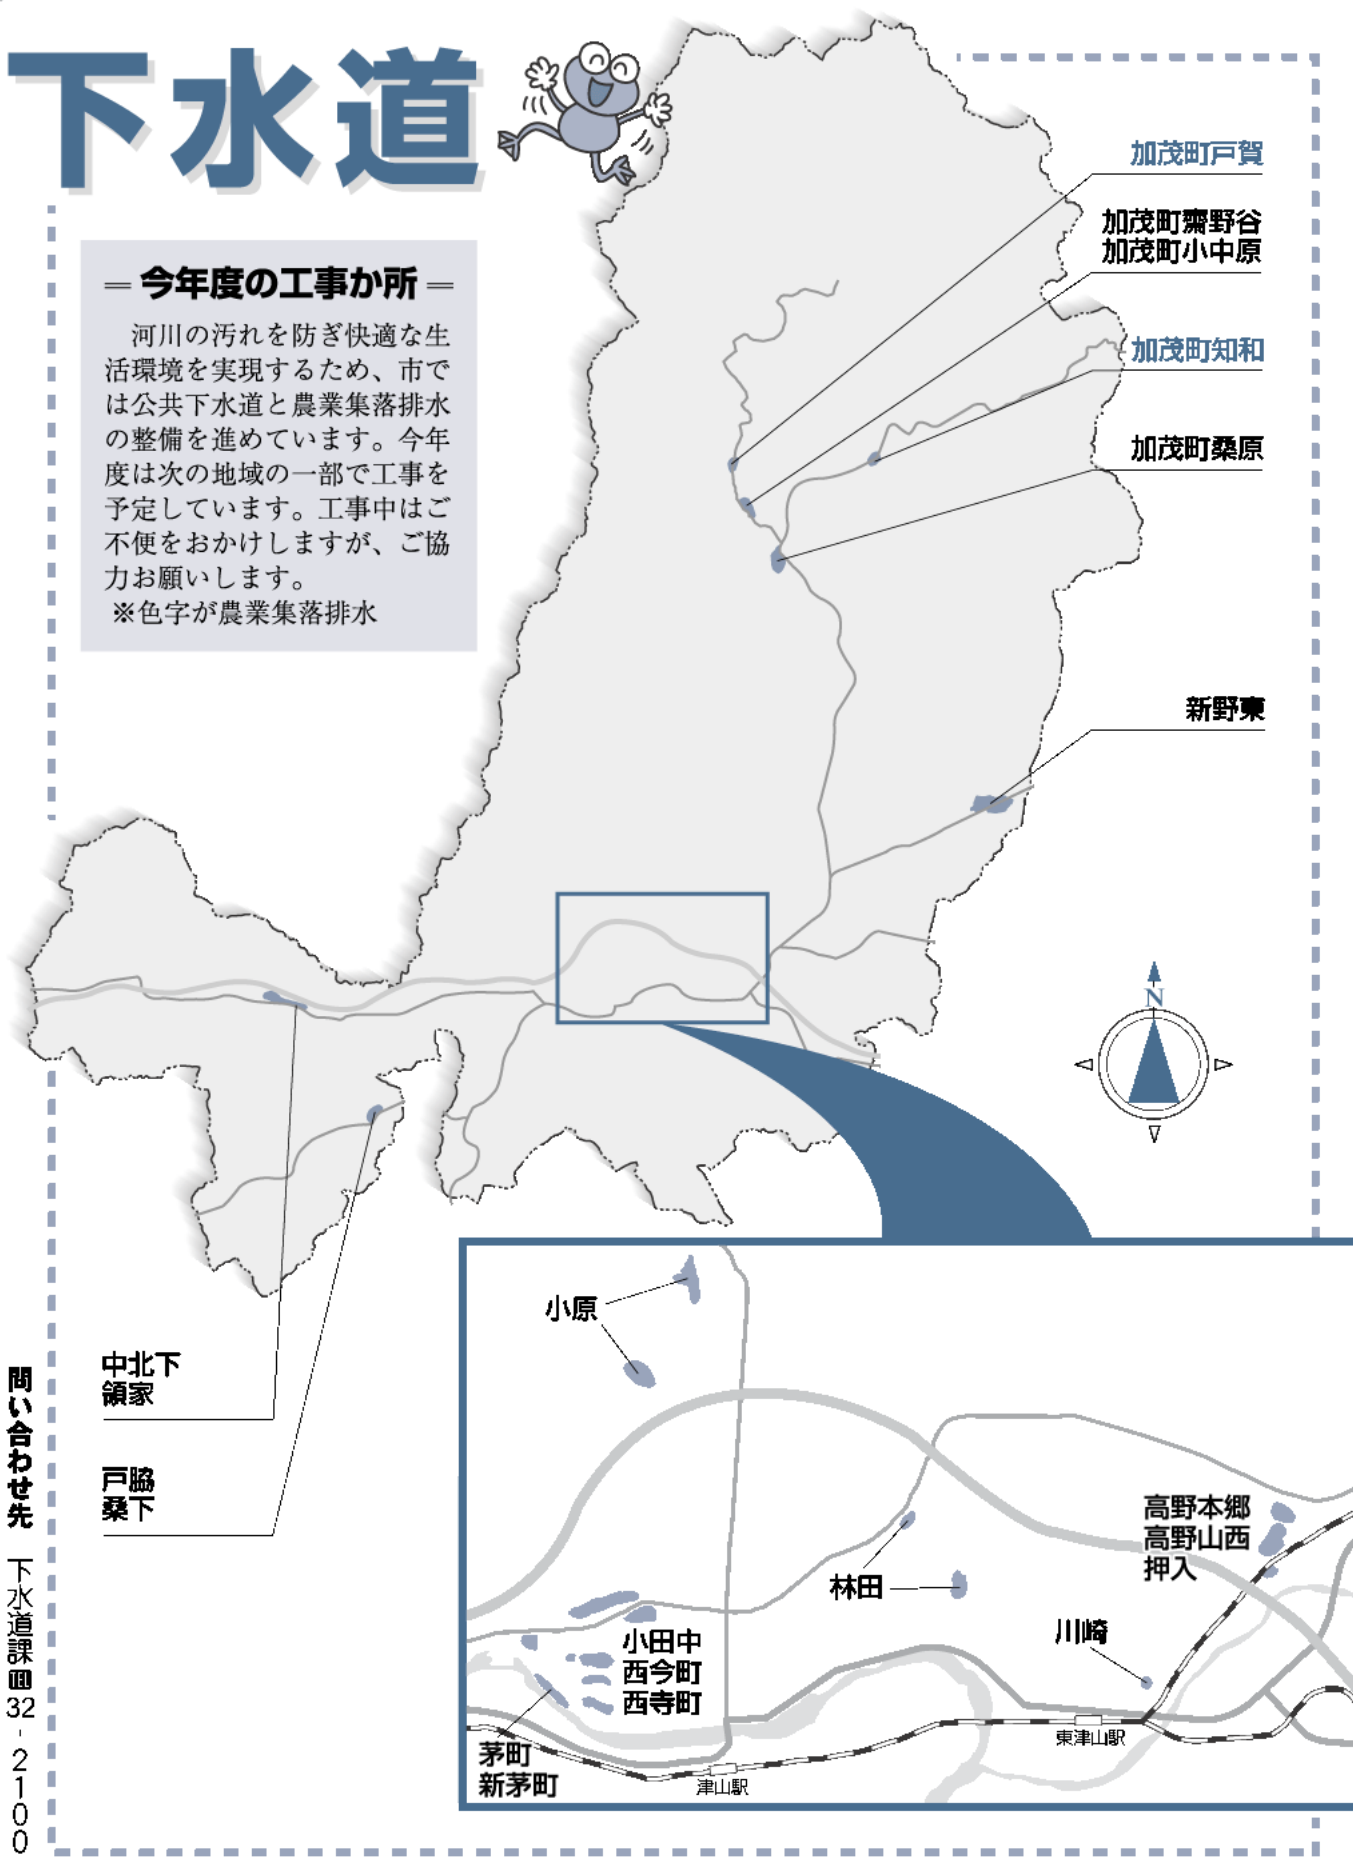 下水道
今年度の工事か所
河川の汚れを防ぎ快適な生
活環境を実現するため、市で
は公共下水道と農業集落排水
の整備を進めています。今年
度は次の地域の一部で工事を
予定しています。工事中はご
不便をおかけしますが、ご協
力お願いします。
※色字が農業集落排水
加茂町戸賀
加茂町齋野谷
加茂町小中原
加茂町知和
加茂町桑原
新野東
N
中北下
領家
戸脇
桑下
小原
林田
高野本郷
高野山西
押入
川崎
小田中
西今町
西寺町
茅町
新茅町
津山駅
東津山駅
問い合わせ先 下水道課☎32-2100